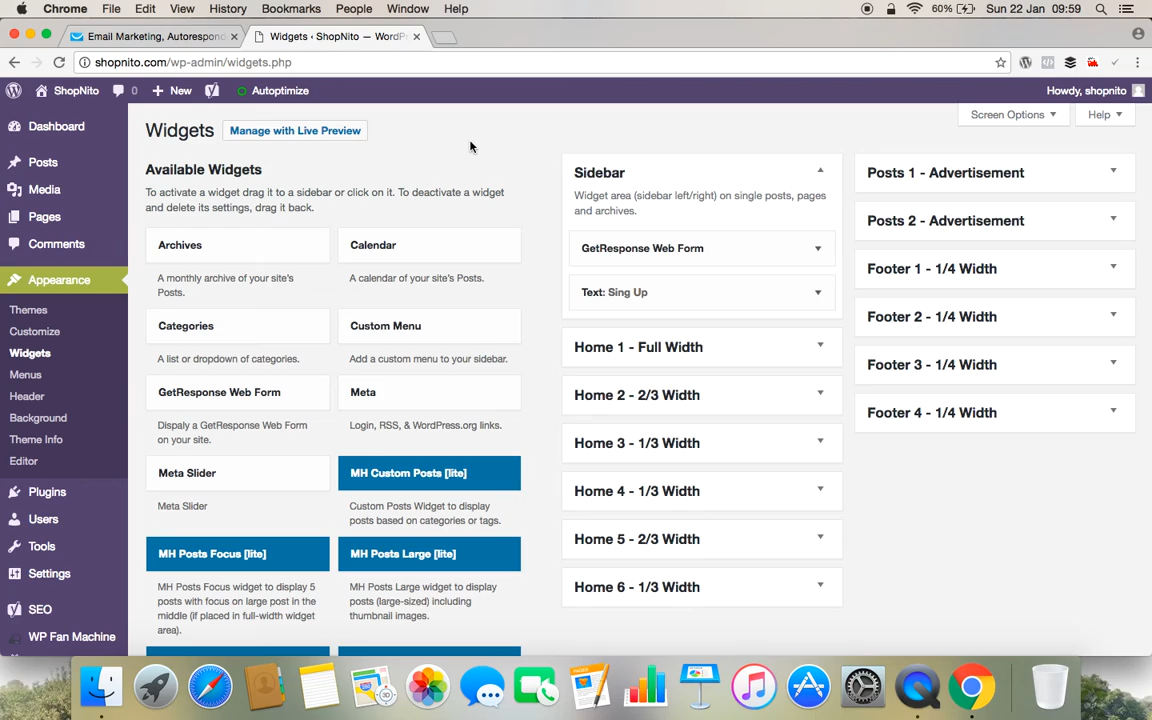 Chrome File Edit View History Bookmarks People Window Help 60% Sun 22 Jan 09:59
Email Marketing, Autorespond Widgets ‹ ShopNito — WordPr
shopnito.com/wp-admin/widgets.php
ShopNito 0 New Autoptimize Howdy, shopnito
Screen Options Help
Dashboard
Posts
Media
Pages
Comments
Appearance
Themes
Customize
Widgets
Menus
Header
Background
Theme Info
Editor
Plugins
Users
Tools
Settings
SEO
WP Fan Machine
Widgets Manage with Live Preview
Available Widgets
To activate a widget drag it to a sidebar or click on it. To deactivate a widget
and delete its settings, drag it back.
Archives
A monthly archive of your site's
Posts.
Calendar
A calendar of your site's Posts.
Categories
A list or dropdown of categories.
Custom Menu
Add a custom menu to your sidebar.
GetResponse Web Form
Dispaly a GetResponse Web Form
on your site.
Meta
Login, RSS, & WordPress.org links.
Meta Slider
Meta Slider
MH Custom Posts [lite]
Custom Posts Widget to display
posts based on categories or tags.
MH Posts Focus [lite]
MH Posts Focus widget to display 5
posts with focus on large post in the
middle (if placed in full-width widget
area).
MH Posts Large [lite]
MH Posts Large widget to display
posts (large-sized) including
thumbnail images.
Sidebar
Widget area (sidebar left/right) on single posts, pages
and archives.
GetResponse Web Form
Text: Sing Up
Home 1 - Full Width
Home 2 - 2/3 Width
Home 3 - 1/3 Width
Home 4 - 1/3 Width
Home 5 - 2/3 Width
Home 6 - 1/3 Width
Posts 1 - Advertisement
Posts 2 - Advertisement
Footer 1 - 1/4 Width
Footer 2 - 1/4 Width
Footer 3 - 1/4 Width
Footer 4 - 1/4 Width